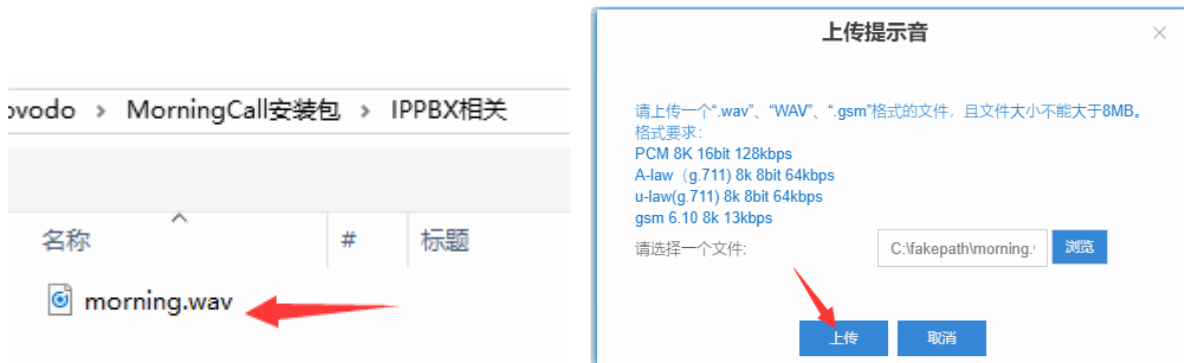 ovodo > MorningCall安装包 > IPPBX相关
名称 # 标题
morning.wav
上传提示音
请上传一个“.wav”、“WAV”、“.gsm”格式的文件，且文件大小不能大于8MB。
格式要求：
PCM 8K 16bit 128kbps
A-law（g.711) 8k 8bit 64kbps
u-law(g.711) 8k 8bit 64kbps
gsm 6.10 8k 13kbps
请选择一个文件: C:\fakepath\morning. 浏览
上传 取消